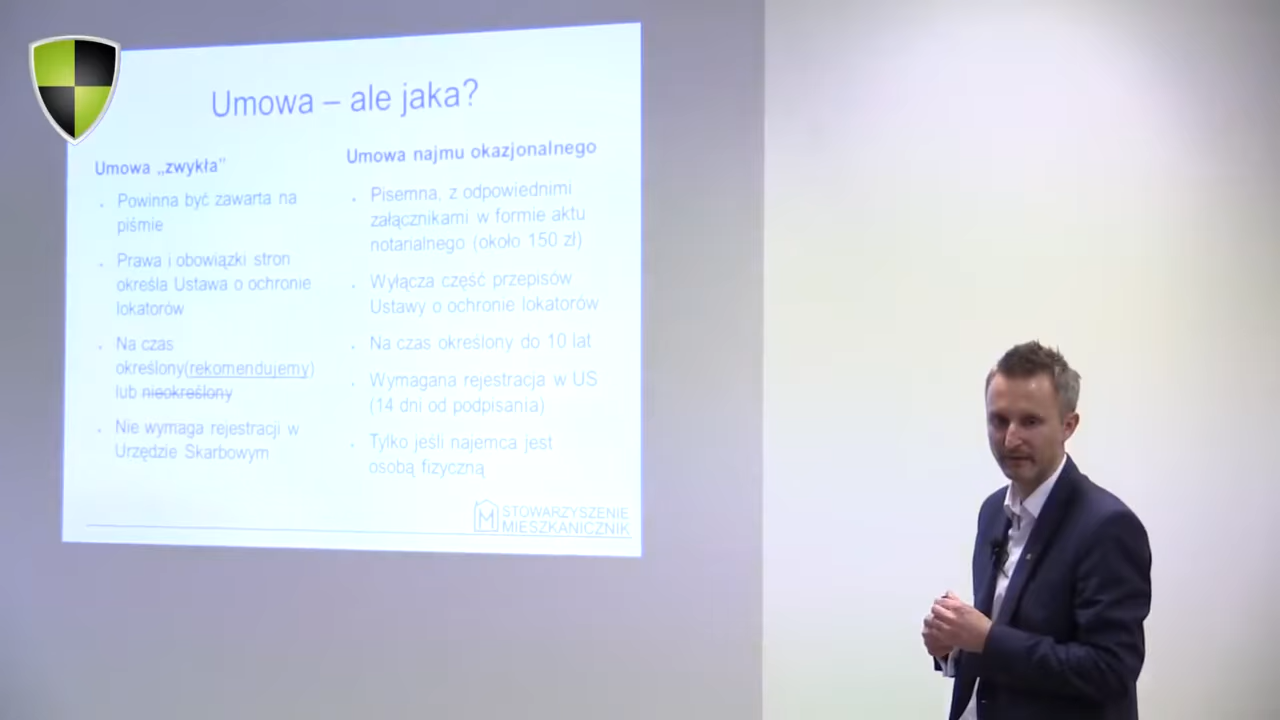 Umowa – ale jaka?
Umowa „zwykła”
• Powinna być zawarta na
piśmie
• Prawa i obowiązki stron
określa Ustawa o ochronie
lokatorów
• Na czas
określony(rekomendujemy)
lub nieokreślony
• Nie wymaga rejestracji w
Urzędzie Skarbowym
Umowa najmu okazjonalnego
• Pisemna, z odpowiednimi
załącznikami w formie aktu
notarialnego (około 150 zł)
• Wyłącza część przepisów
Ustawy o ochronie lokatorów
• Na czas określony do 10 lat
• Wymagana rejestracja w US
(14 dni od podpisania)
• Tylko jeśli najemca jest
osobą fizyczną
STOWARZYSZENIE
MIESZKANICZNIK